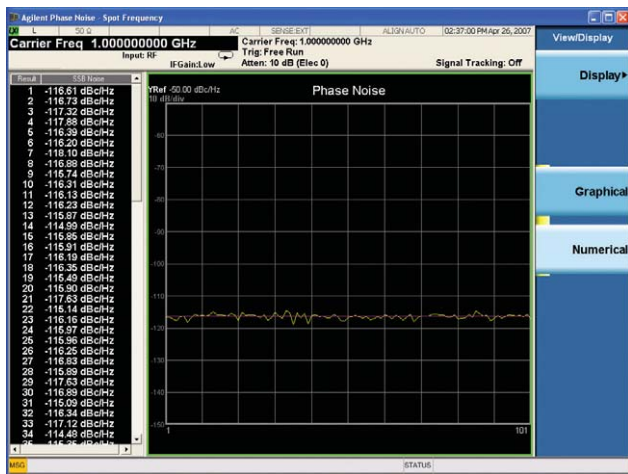 Agilent Phase Noise - Spot Frequency
L 50 Ω AC SENSE:EXT ALIGN AUTO 02:37:00 PM Apr 26, 2007
Carrier Freq 1.000000000 GHz
Input: RF
IFGain:Low
Carrier Freq: 1.000000000 GHz
Trig: Free Run
Atten: 10 dB (Elec 0)
Signal Tracking: Off
View/Display
Display
Graphical
Numerical
Result SSB Noise
1 -116.61 dBc/Hz
2 -116.73 dBc/Hz
3 -117.32 dBc/Hz
4 -117.88 dBc/Hz
5 -116.39 dBc/Hz
6 -116.20 dBc/Hz
7 -118.10 dBc/Hz
8 -116.88 dBc/Hz
9 -115.74 dBc/Hz
10 -116.31 dBc/Hz
11 -116.13 dBc/Hz
12 -116.23 dBc/Hz
13 -115.87 dBc/Hz
14 -114.99 dBc/Hz
15 -115.85 dBc/Hz
16 -115.91 dBc/Hz
17 -116.19 dBc/Hz
18 -116.35 dBc/Hz
19 -115.49 dBc/Hz
20 -115.90 dBc/Hz
21 -117.63 dBc/Hz
22 -115.14 dBc/Hz
23 -116.16 dBc/Hz
24 -115.97 dBc/Hz
25 -115.96 dBc/Hz
26 -116.25 dBc/Hz
27 -116.83 dBc/Hz
28 -115.89 dBc/Hz
29 -117.63 dBc/Hz
30 -116.89 dBc/Hz
31 -115.09 dBc/Hz
32 -116.34 dBc/Hz
33 -117.12 dBc/Hz
34 -114.48 dBc/Hz
YRef -50.00 dBc/Hz
10 dB/div
Phase Noise
-60
-70
-80
-90
-100
-110
-120
-130
-140
-150
1 101
MSG STATUS